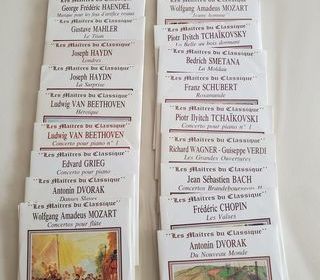 "Les Maîtres du Classique"
George Frédéric HAENDEL
Musique pour les feux d'artifice royaux
"Les Maîtres du Classique"
Gustave MAHLER
Le Titan
"Les Maîtres du Classique"
Joseph HAYDN
Londres
"Les Maîtres du Classique"
Joseph HAYDN
La Surprise
"Les Maîtres du Classique"
Ludwig VAN BEETHOVEN
Héroïque
"Les Maîtres du Classique"
Ludwig VAN BEETHOVEN
Concerto pour piano n° 1
"Les Maîtres du Classique"
Edvard GRIEG
Concerto pour piano
"Les Maîtres du Classique"
Antonin DVORAK
Danses Slaves
"Les Maîtres du Classique"
Wolfgang Amadeus MOZART
Concertos pour flûte
Wolfgang Amadeus MOZART
"Les Maîtres du Classique"
Piotr Ilyitch TCHAÏKOVSKY
La Belle au bois dormant
"Les Maîtres du Classique"
Bedrich SMETANA
La Moldau
"Les Maîtres du Classique"
Franz SCHUBERT
Rosamunde
"Les Maîtres du Classique"
Piotr Ilyitch TCHAÏKOVSKY
Concerto pour piano n° 1
"Les Maîtres du Classique"
Richard WAGNER - Guiseppe VERDI
Les Grandes Ouvertures
"Les Maîtres du Classique"
Jean Sébastien BACH
Concertos Brandebourgeois
"Les Maîtres du Classique"
Frédéric CHOPIN
Les Valses
"Les Maîtres du Classique"
Antonin DVORAK
Du Nouveau Monde